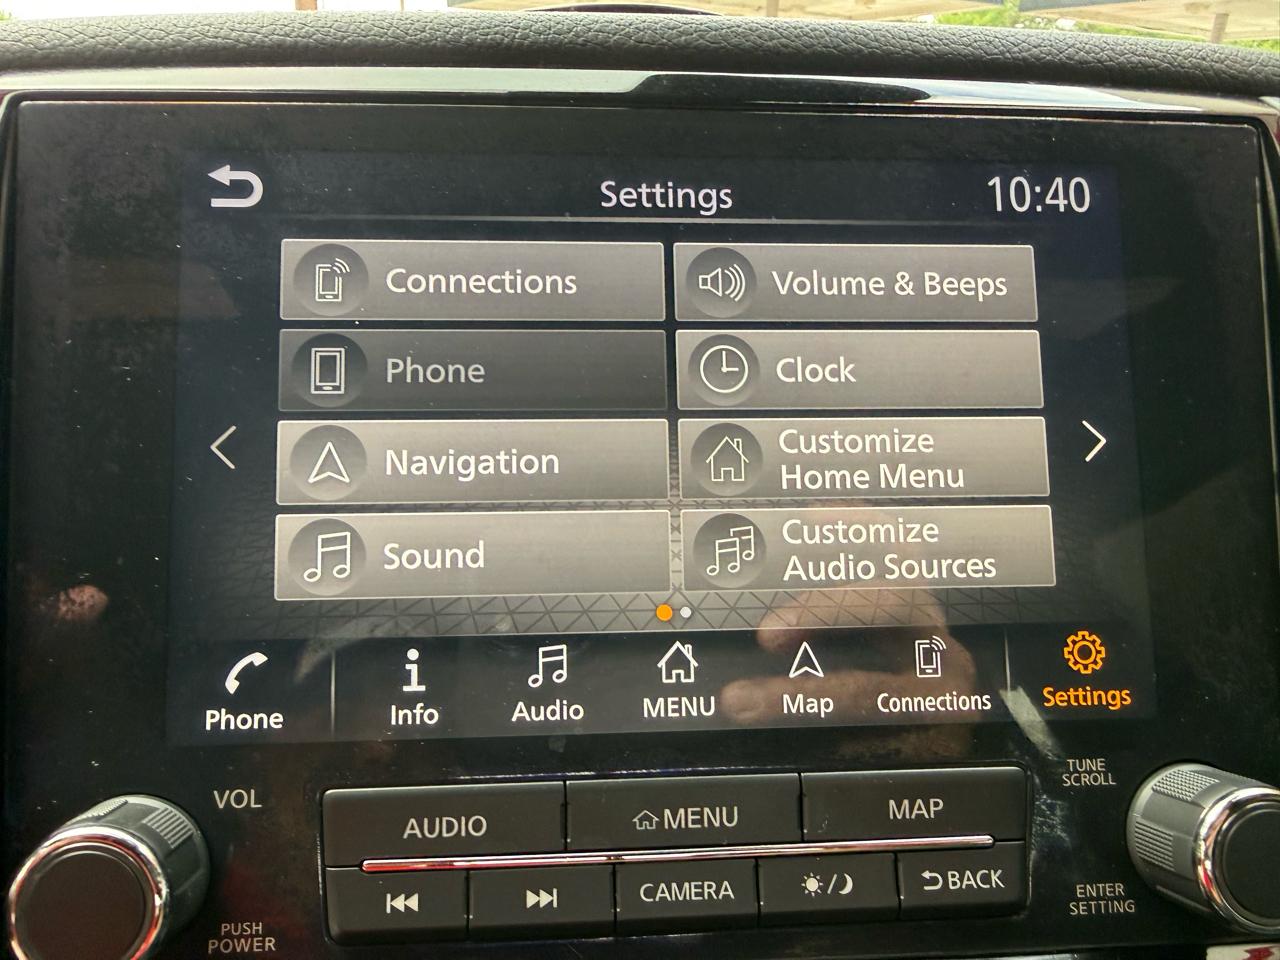 Settings
10:40
Connections
Volume & Beeps
Phone
Clock
Navigation
Customize
Home Menu
Sound
Customize
Audio Sources
Phone
Info
Audio
MENU
Map
Connections
Settings
VOL
TUNE
SCROLL
AUDIO
MENU
MAP
CAMERA
BACK
PUSH
POWER
ENTER
SETTING